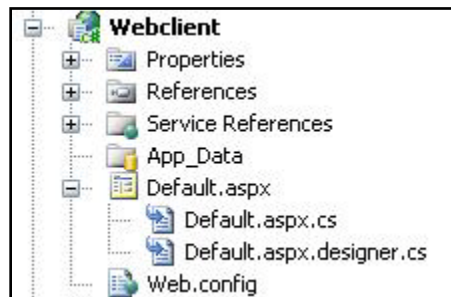 Webclient
Properties
References
Service References
App_Data
Default.aspx
Default.aspx.cs
Default.aspx.designer.cs
Web.config